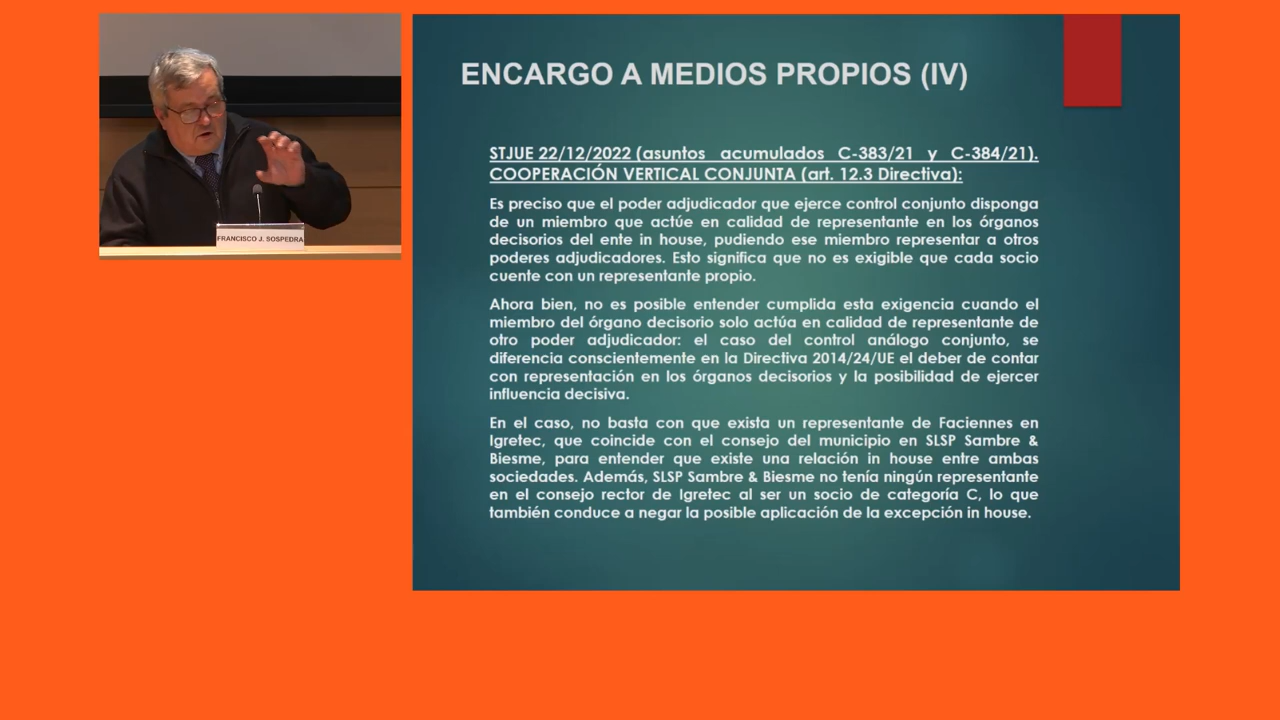 FRANCISCO J. SOSPEDRA
ENCARGO A MEDIOS PROPIOS (IV)
STJUE 22/12/2022 (asuntos acumulados C-383/21 y C-384/21).
COOPERACIÓN VERTICAL CONJUNTA (art. 12.3 Directiva):
Es preciso que el poder adjudicador que ejerce control conjunto disponga
de un miembro que actúe en calidad de representante en los órganos
decisorios del ente in house, pudiendo ese miembro representar a otros
poderes adjudicadores. Esto significa que no es exigible que cada socio
cuente con un representante propio.
Ahora bien, no es posible entender cumplida esta exigencia cuando el
miembro del órgano decisorio solo actúa en calidad de representante de
otro poder adjudicador: el caso del control análogo conjunto, se
diferencia conscientemente en la Directiva 2014/24/UE el deber de contar
con representación en los órganos decisorios y la posibilidad de ejercer
influencia decisiva.
En el caso, no basta con que exista un representante de Faciennes en
Igretec, que coincide con el consejo del municipio en SLSP Sambre &
Biesme, para entender que existe una relación in house entre ambas
sociedades. Además, SLSP Sambre & Biesme no tenía ningún representante
en el consejo rector de Igretec al ser un socio de categoría C, lo que
también conduce a negar la posible aplicación de la excepción in house.